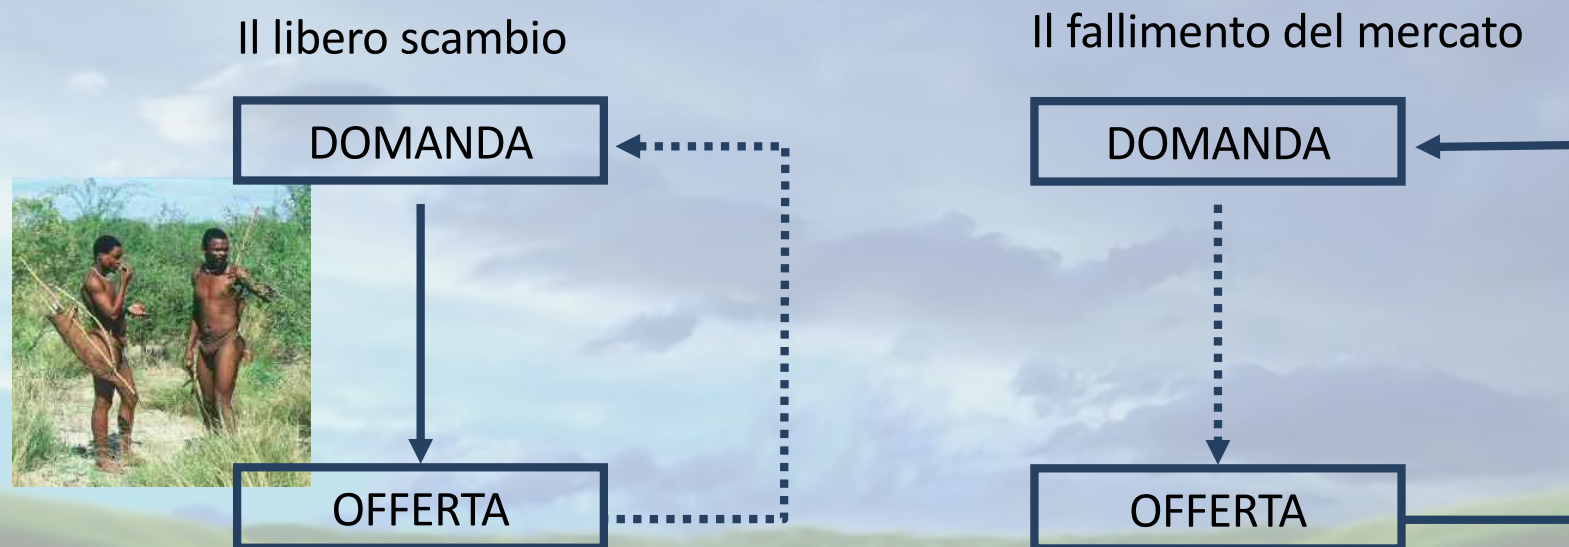 Il libero scambio
DOMANDA
OFFERTA
Il fallimento del mercato
DOMANDA
OFFERTA